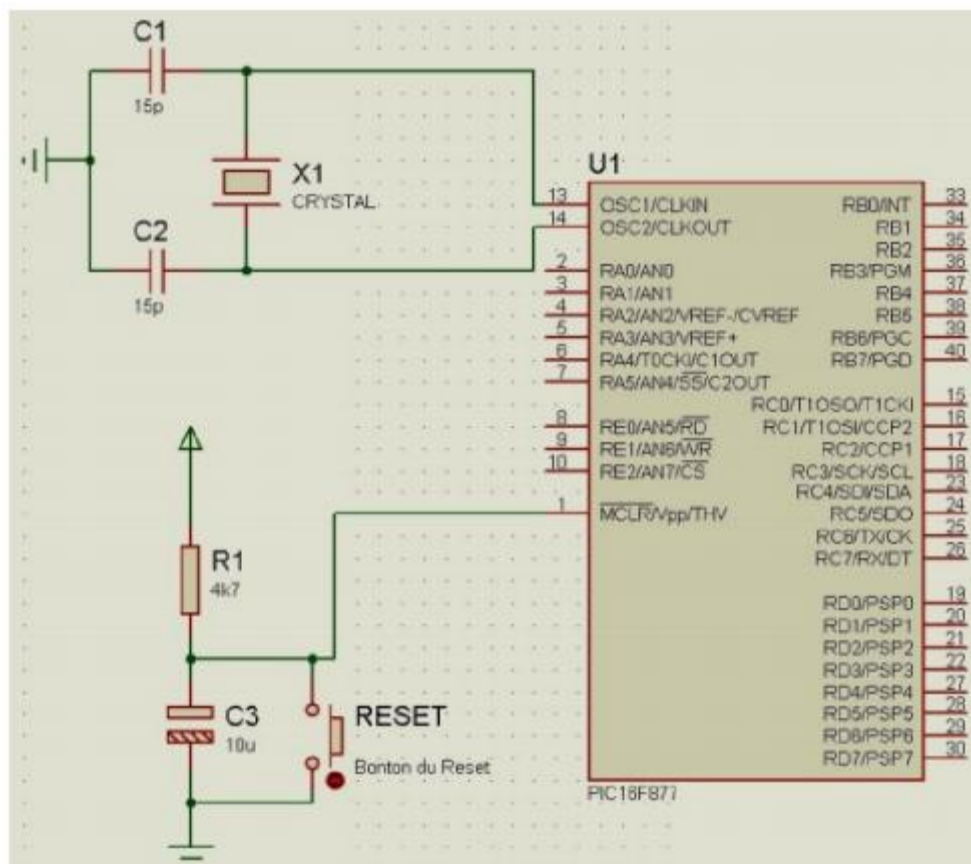 C1
15p
X1
CRYSTAL
C2
15p
U1
13 OSC1/CLKIN RB0/INT 33
14 OSC2/CLKOUT RB1 34
RB2 35
2 RA0/AN0 RB3/PGM 36
3 RA1/AN1 RB4 37
4 RA2/AN2/VREF-/CVREF RB5 38
5 RA3/AN3/VREF+ RB6/PGC 39
6 RA4/T0CKI/C1OUT RB7/PGD 40
7 RA5/AN4/SS/C2OUT
RC0/T1OSO/T1CKI 15
8 RE0/AN5/RD RC1/T1OSI/CCP2 16
9 RE1/AN6/WR RC2/CCP1 17
10 RE2/AN7/CS RC3/SCK/SCL 18
RC4/SDI/SDA 23
1 MCLR/Vpp/THV RC5/SDO 24
RC6/TX/CK 25
RC7/RX/DT 26
RD0/PSP0 19
RD1/PSP1 20
RD2/PSP2 21
RD3/PSP3 22
RD4/PSP4 27
RD5/PSP5 28
RD6/PSP6 29
RD7/PSP7 30
PIC16F877
R1
4k7
C3
10u
RESET
Bonton du Reset